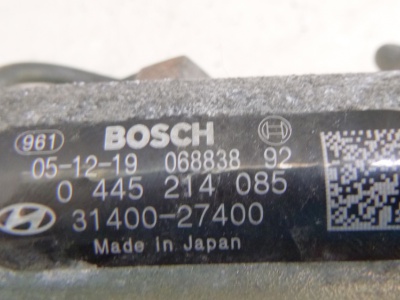 961 BOSCH
05-12-19 068838 92
0 445 214 085
31400-27400
Made in Japan